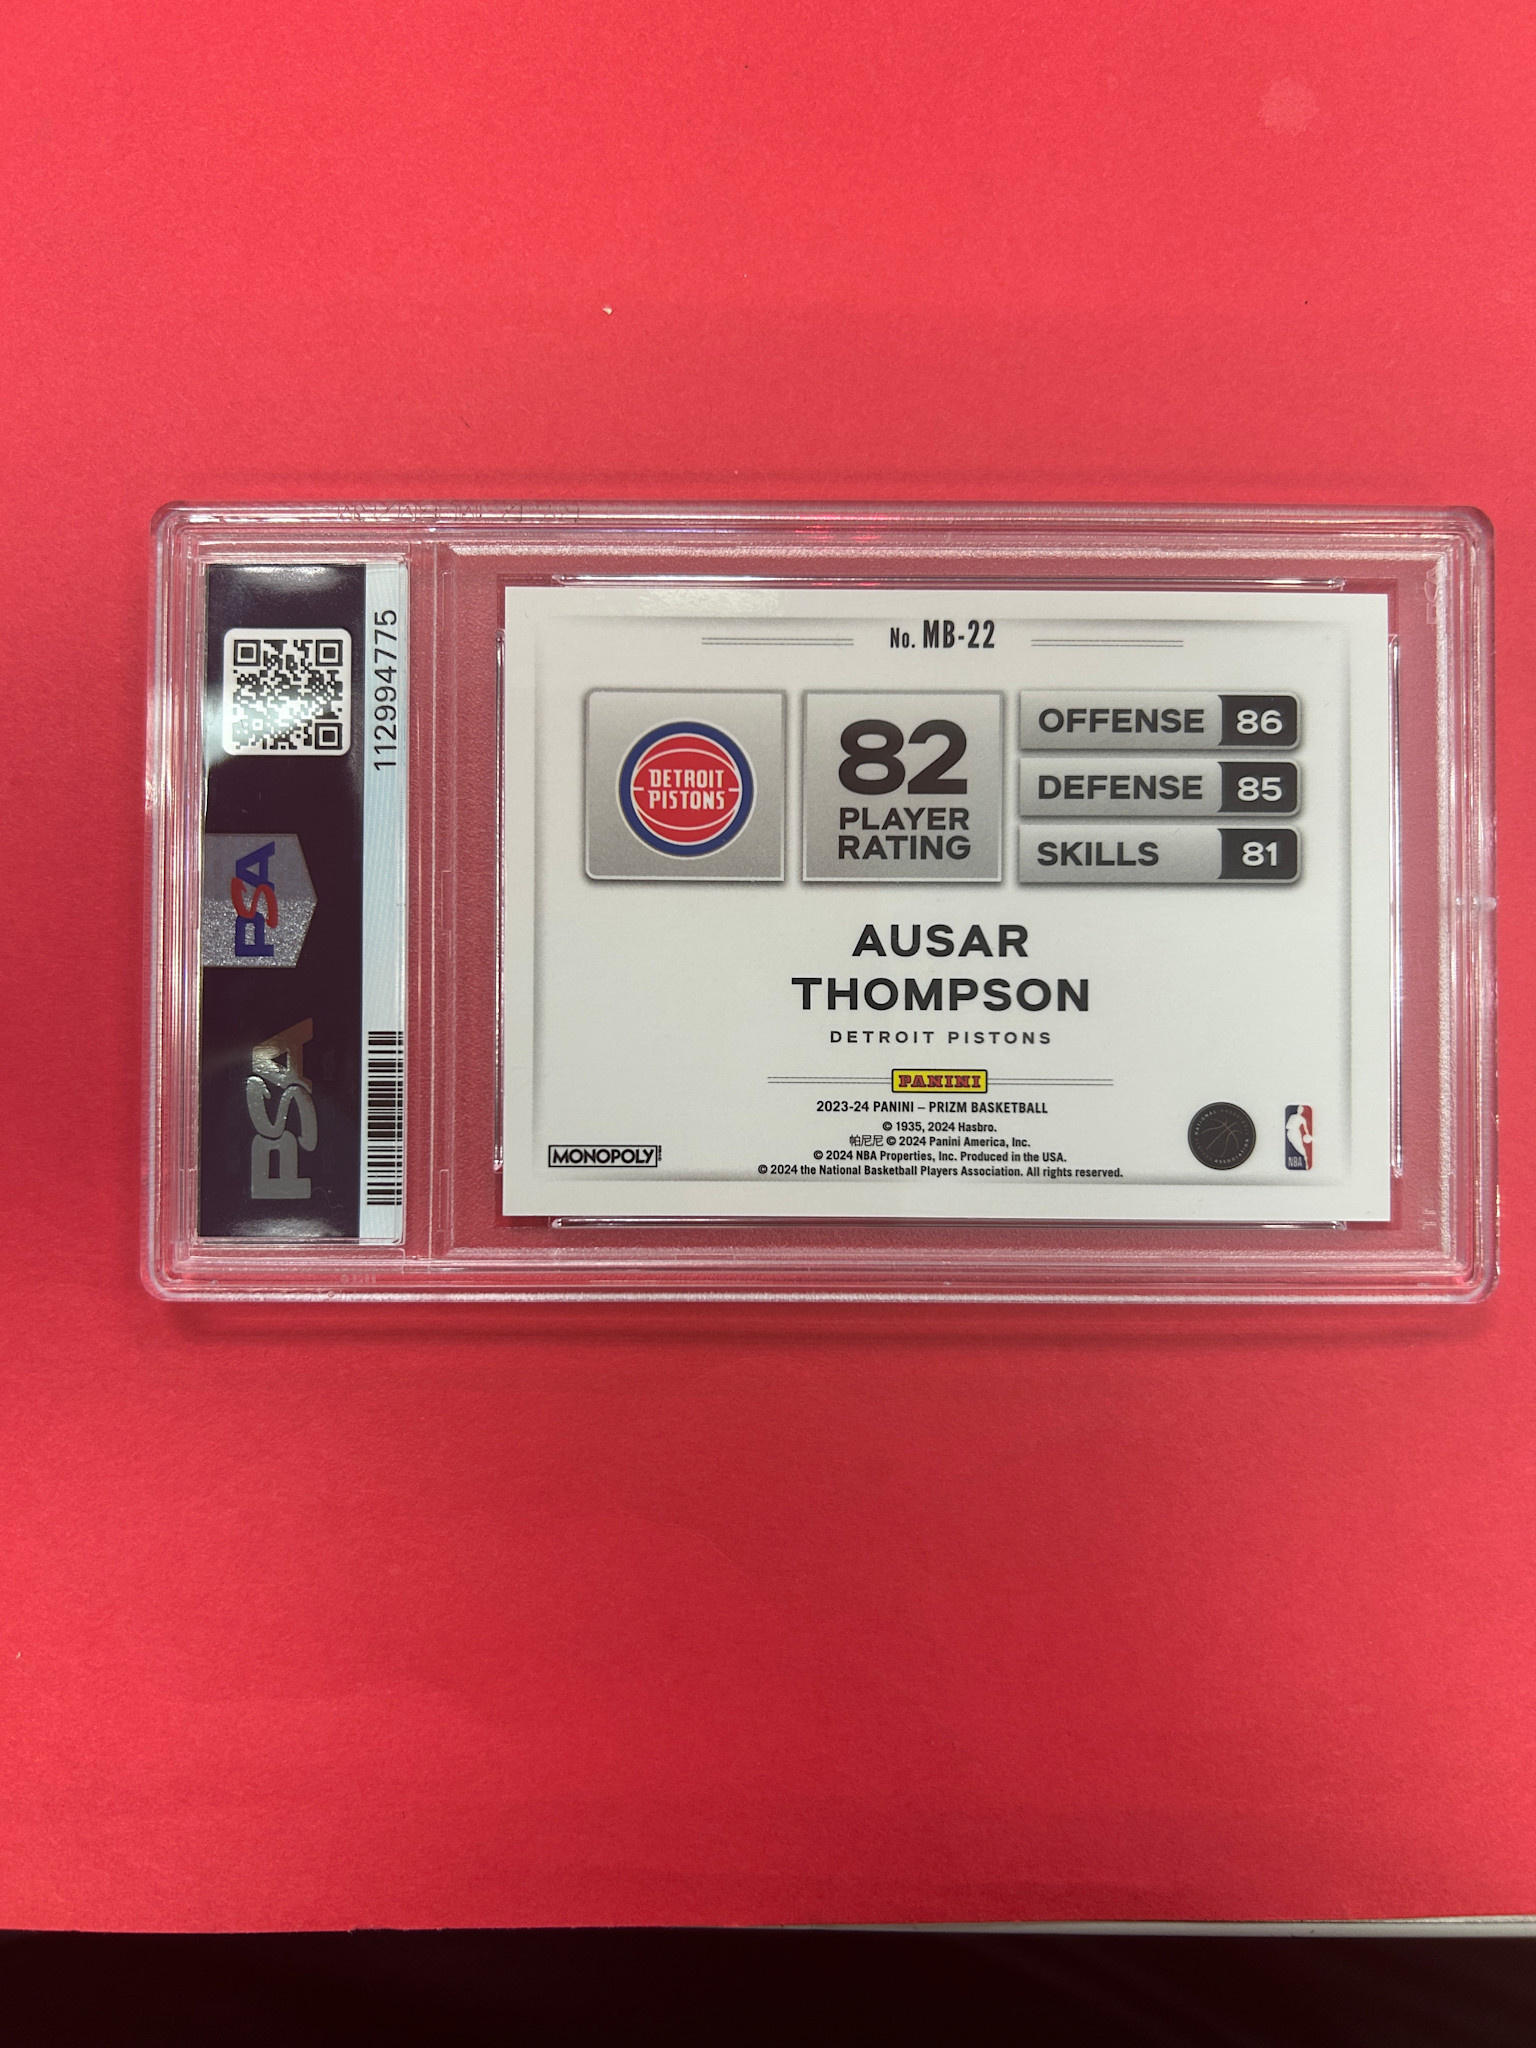 112994775
PSA
PSA
No. MB-22
DETROIT
PISTONS
82
PLAYER
RATING
OFFENSE 86
DEFENSE 85
SKILLS 81
AUSAR
THOMPSON
DETROIT PISTONS
PANINI
2023-24 PANINI – PRIZM BASKETBALL
© 1935, 2024 Hasbro.
帕尼尼 © 2024 Panini America, Inc.
© 2024 NBA Properties, Inc. Produced in the USA.
© 2024 the National Basketball Players Association. All rights reserved.
MONOPOLY
NBA